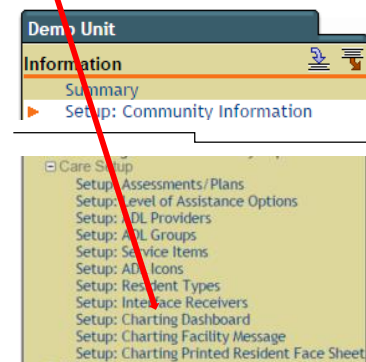 Demo Unit
Information
Summary
Setup: Community Information
Care Setup
Setup: Assessments/Plans
Setup: Level of Assistance Options
Setup: ADL Providers
Setup: ADL Groups
Setup: Service Items
Setup: ADL Icons
Setup: Resident Types
Setup: Interface Receivers
Setup: Charting Dashboard
Setup: Charting Facility Message
Setup: Charting Printed Resident Face Sheet